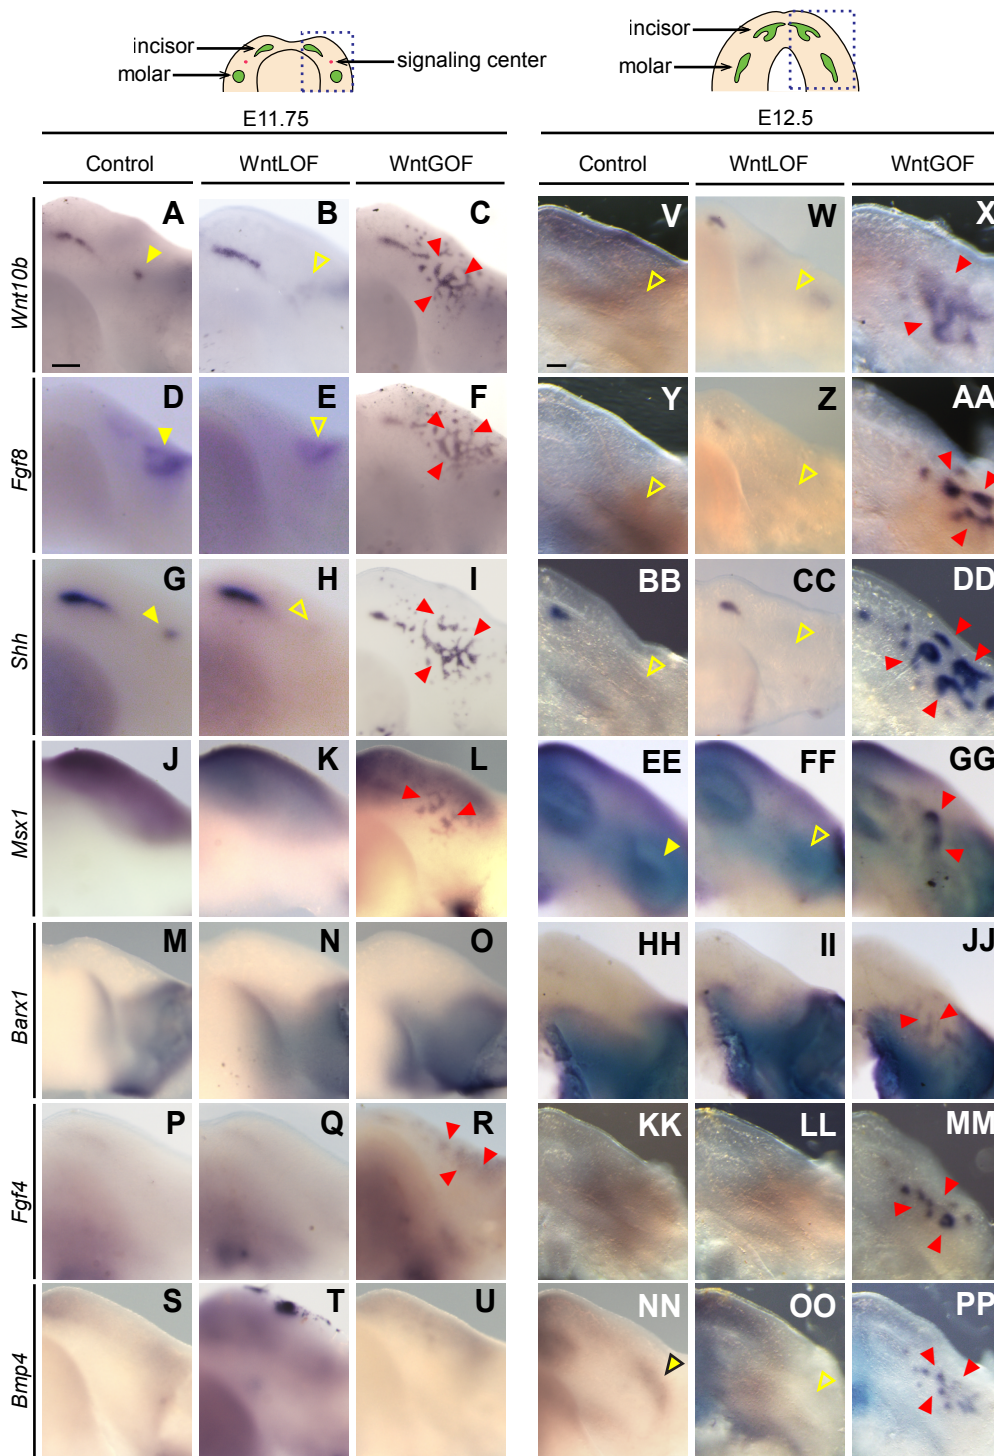 incisor
molar
signaling center
incisor
molar
E11.75
E12.5
Control
WntLOF
WntGOF
Control
WntLOF
WntGOF
Wnt10b
A
B
C
V
W
X
Fgf8
D
E
F
Y
Z
AA
Shh
G
H
I
BB
CC
DD
Msx1
J
K
L
EE
FF
GG
Barx1
M
N
O
HH
II
JJ
Fgf4
P
Q
R
KK
LL
MM
Bmp4
S
T
U
NN
OO
PP